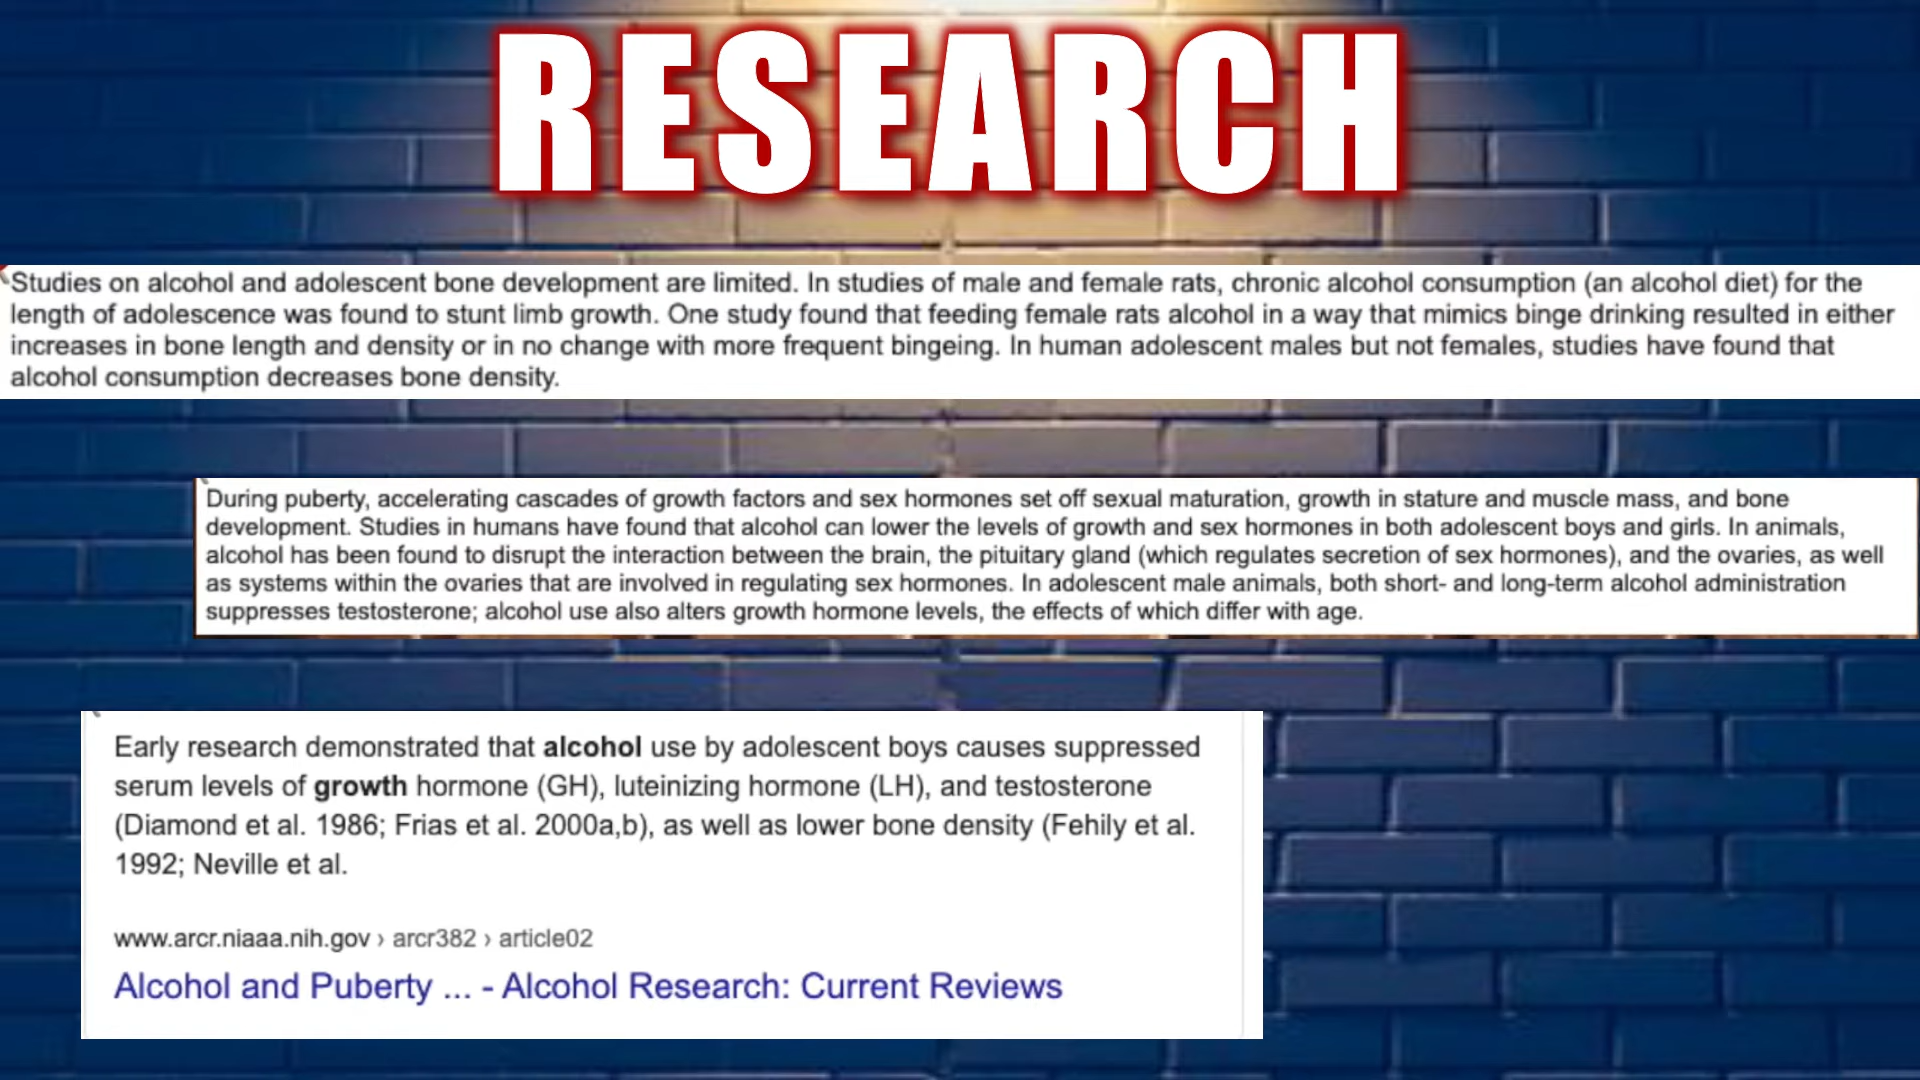 RESEARCH
Studies on alcohol and adolescent bone development are limited. In studies of male and female rats, chronic alcohol consumption (an alcohol diet) for the
length of adolescence was found to stunt limb growth. One study found that feeding female rats alcohol in a way that mimics binge drinking resulted in either
increases in bone length and density or in no change with more frequent bingeing. In human adolescent males but not females, studies have found that
alcohol consumption decreases bone density.
During puberty, accelerating cascades of growth factors and sex hormones set off sexual maturation, growth in stature and muscle mass, and bone
development. Studies in humans have found that alcohol can lower the levels of growth and sex hormones in both adolescent boys and girls. In animals,
alcohol has been found to disrupt the interaction between the brain, the pituitary gland (which regulates secretion of sex hormones), and the ovaries, as well
as systems within the ovaries that are involved in regulating sex hormones. In adolescent male animals, both short- and long-term alcohol administration
suppresses testosterone; alcohol use also alters growth hormone levels, the effects of which differ with age.
Early research demonstrated that alcohol use by adolescent boys causes suppressed
serum levels of growth hormone (GH), luteinizing hormone (LH), and testosterone
(Diamond et al. 1986; Frias et al. 2000a,b), as well as lower bone density (Fehily et al.
1992; Neville et al.
www.arcr.niaaa.nih.gov › arcr382 › article02
Alcohol and Puberty ... - Alcohol Research: Current Reviews